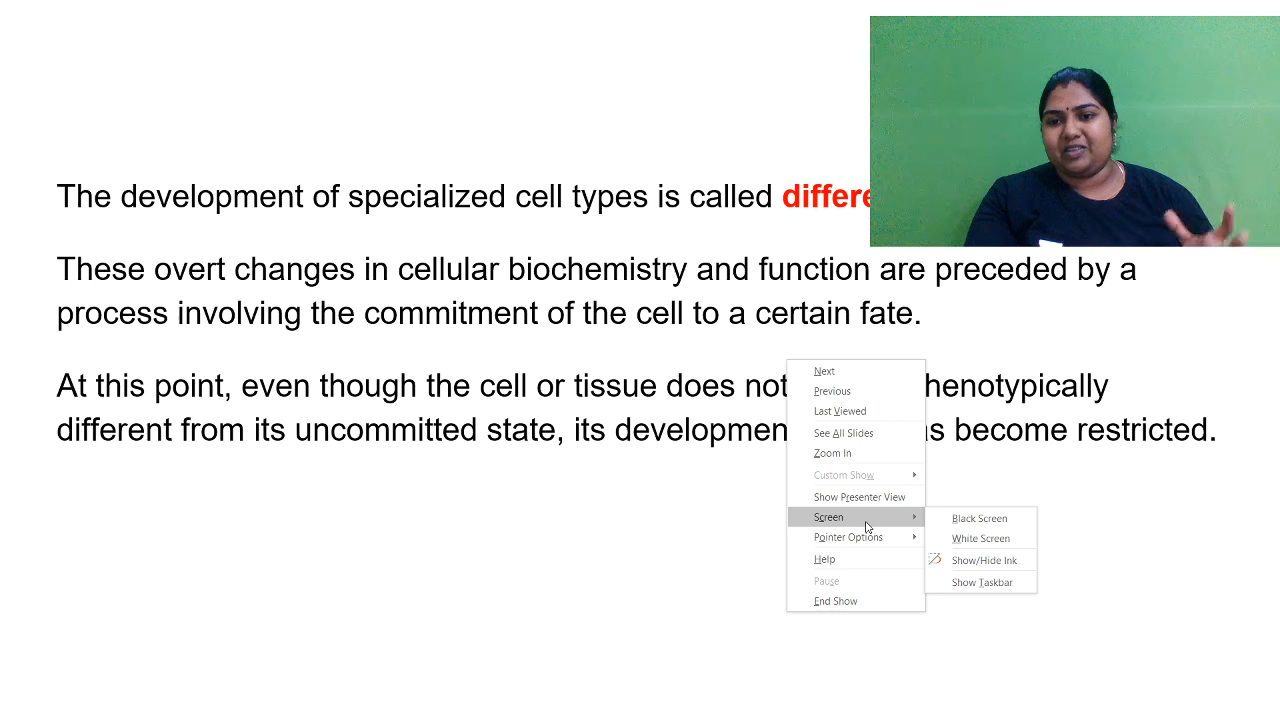 The development of specialized cell types is called
These overt changes in cellular biochemistry and function are preceded by a
process involving the commitment of the cell to a certain fate.
At this point, even though the cell or tissue does not
different from its uncommitted state, its become restricted.
Next
Previous
Last Viewed
See All Slides
Zoom In
Custom Show
Show Presenter View
Screen
Pointer Options
Help
Pause
End Show
Black Screen
White Screen
Show/Hide Ink
Show Taskbar